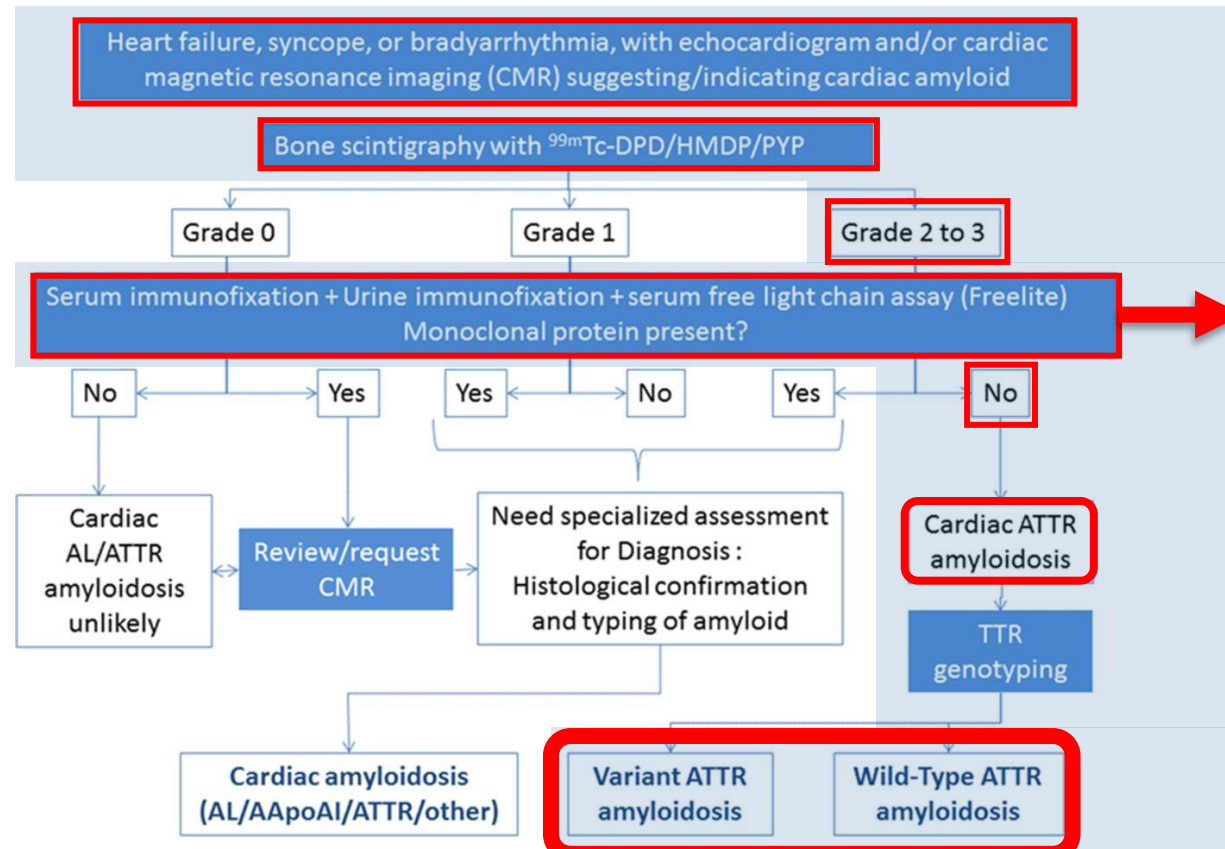 Heart failure, syncope, or bradyarrhythmia, with echocardiogram and/or cardiac
magnetic resonance imaging (CMR) suggesting/indicating cardiac amyloid
Bone scintigraphy with ⁹⁹ᵐTc-DPD/HMDP/PYP
Grade 0
Grade 1
Grade 2 to 3
Serum immunofixation + Urine immunofixation + serum free light chain assay (Freelite)
Monoclonal protein present?
No
Yes
Yes
No
Yes
No
Cardiac
AL/ATTR
amyloidosis
unlikely
Review/request
CMR
Need specialized assessment
for Diagnosis :
Histological confirmation
and typing of amyloid
Cardiac ATTR
amyloidosis
TTR
genotyping
Cardiac amyloidosis
(AL/AApoAI/ATTR/other)
Variant ATTR
amyloidosis
Wild-Type ATTR
amyloidosis